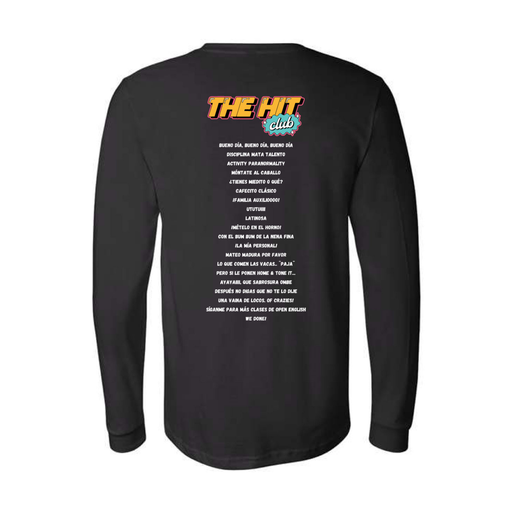 THE HIT
club
BUENO DÍA, BUENO DÍA, BUENO DÍA
DISCIPLINA MATA TALENTO
ACTIVITY PARANORMALITY
MÓNTATE AL CABALLO
¿TIENES MIEDITO O QUÉ?
CAFECITO CLÁSICO
¡FAMILIA AUXILIOOOO!
UTUTUIII
LATINOSA
¡MÉTELO EN EL HORNO!
CON EL BUM BUM DE LA NENA FINA
¡LA MÍA PERSONAL!
MATEO MADURA POR FAVOR
LO QUE COMEN LAS VACAS... "PAJA"
PERO SI LE PONEN HOME & TONE IT...
AYAYAIII, QUE SABROSURA OMBE
DESPUÉS NO DIGAS QUE NO TE LO DIJE
UNA VAINA DE LOCOS, OF CRAZIES!
SÍGANME PARA MÁS CLASES DE OPEN ENGLISH
WE DONE!